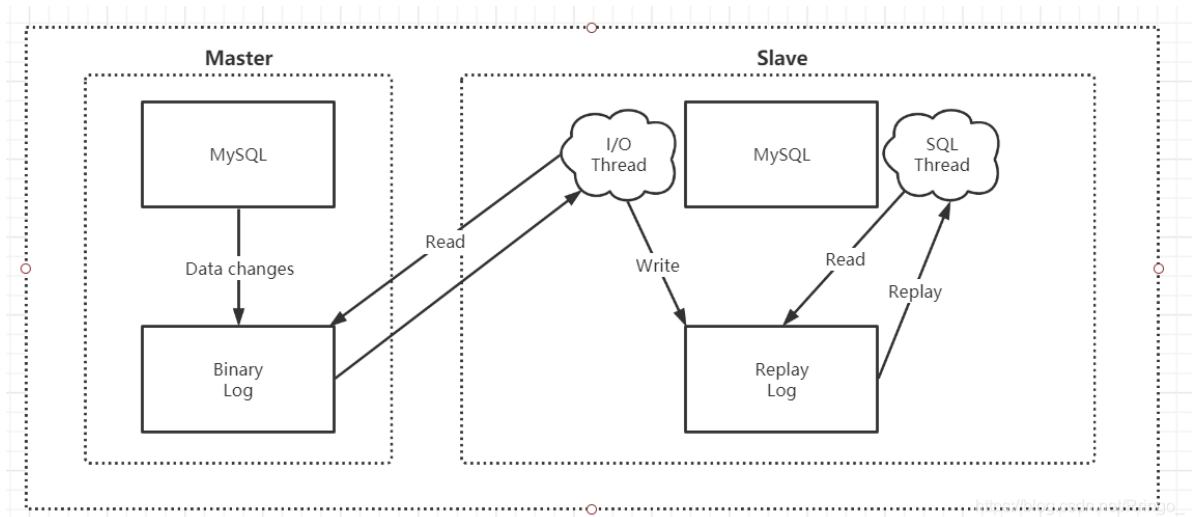 Master
Slave
MySQL
I/O
Thread
MySQL
SQL
Thread
Read
Data changes
Write
Read
Replay
Binary
Log
Replay
Log